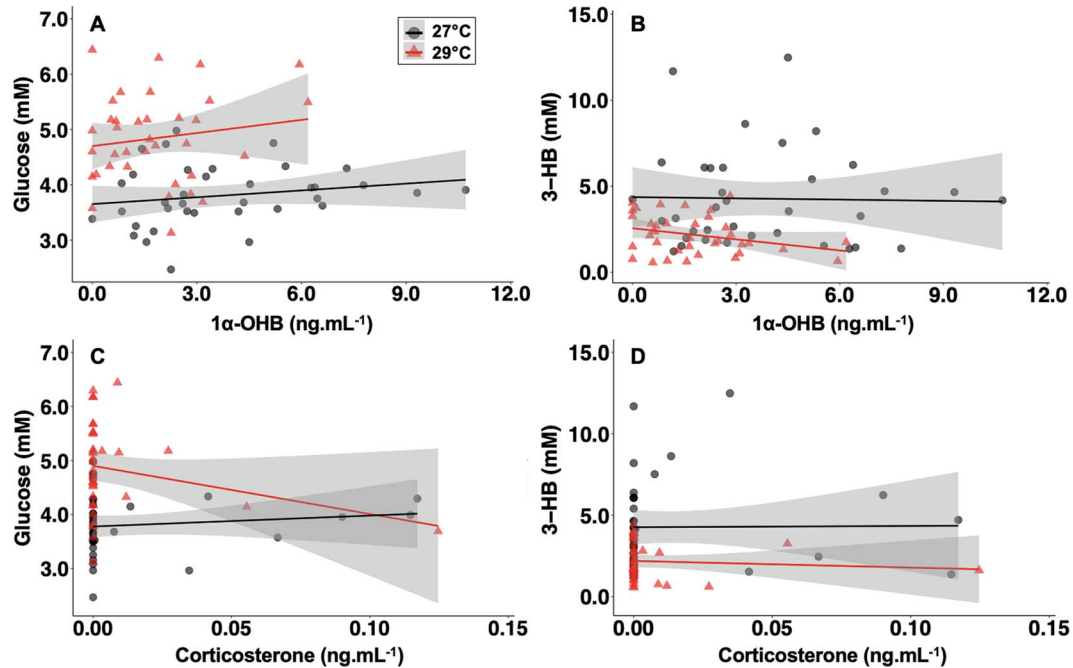 A
27°C
29°C
Glucose (mM)
7.0
6.0
5.0
4.0
3.0
0.0 3.0 6.0 9.0 12.0
1α-OHB (ng.mL⁻¹)
B
3–HB (mM)
15.0
10.0
5.0
0.0
0.0 3.0 6.0 9.0 12.0
1α-OHB (ng.mL⁻¹)
C
Glucose (mM)
7.0
6.0
5.0
4.0
3.0
0.00 0.05 0.10 0.15
Corticosterone (ng.mL⁻¹)
D
3–HB (mM)
15.0
10.0
5.0
0.0
0.00 0.05 0.10 0.15
Corticosterone (ng.mL⁻¹)